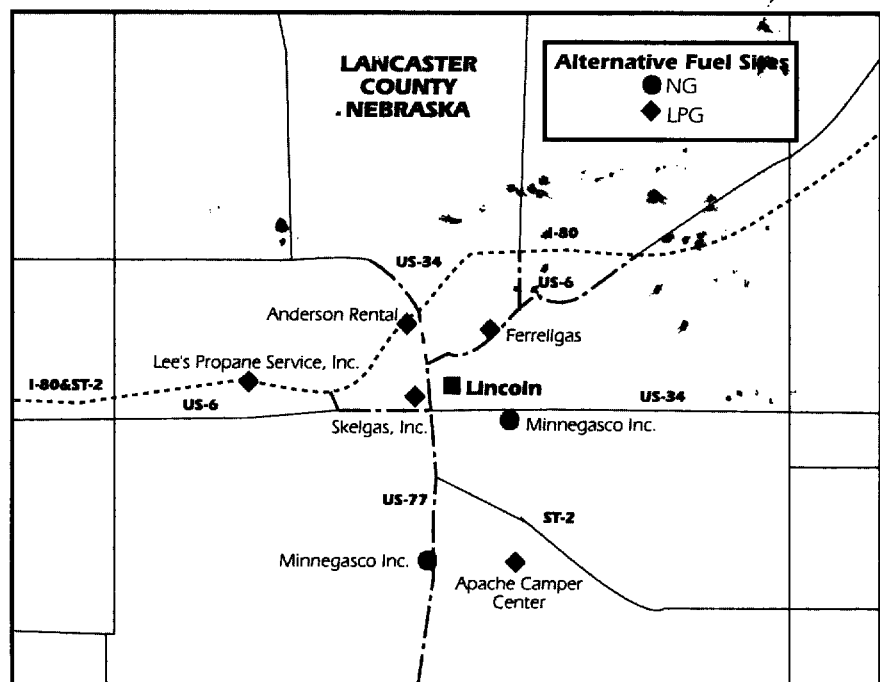 LANCASTER
COUNTY
NEBRASKA
Alternative Fuel Sites
NG
LPG
I-80
US-34
US-6
Anderson Rental
Ferrellgas
Lee's Propane Service, Inc.
I-80&ST-2
Lincoln
US-6
US-34
Skelgas, Inc.
Minnegasco Inc.
US-77
ST-2
Minnegasco Inc.
Apache Camper
Center